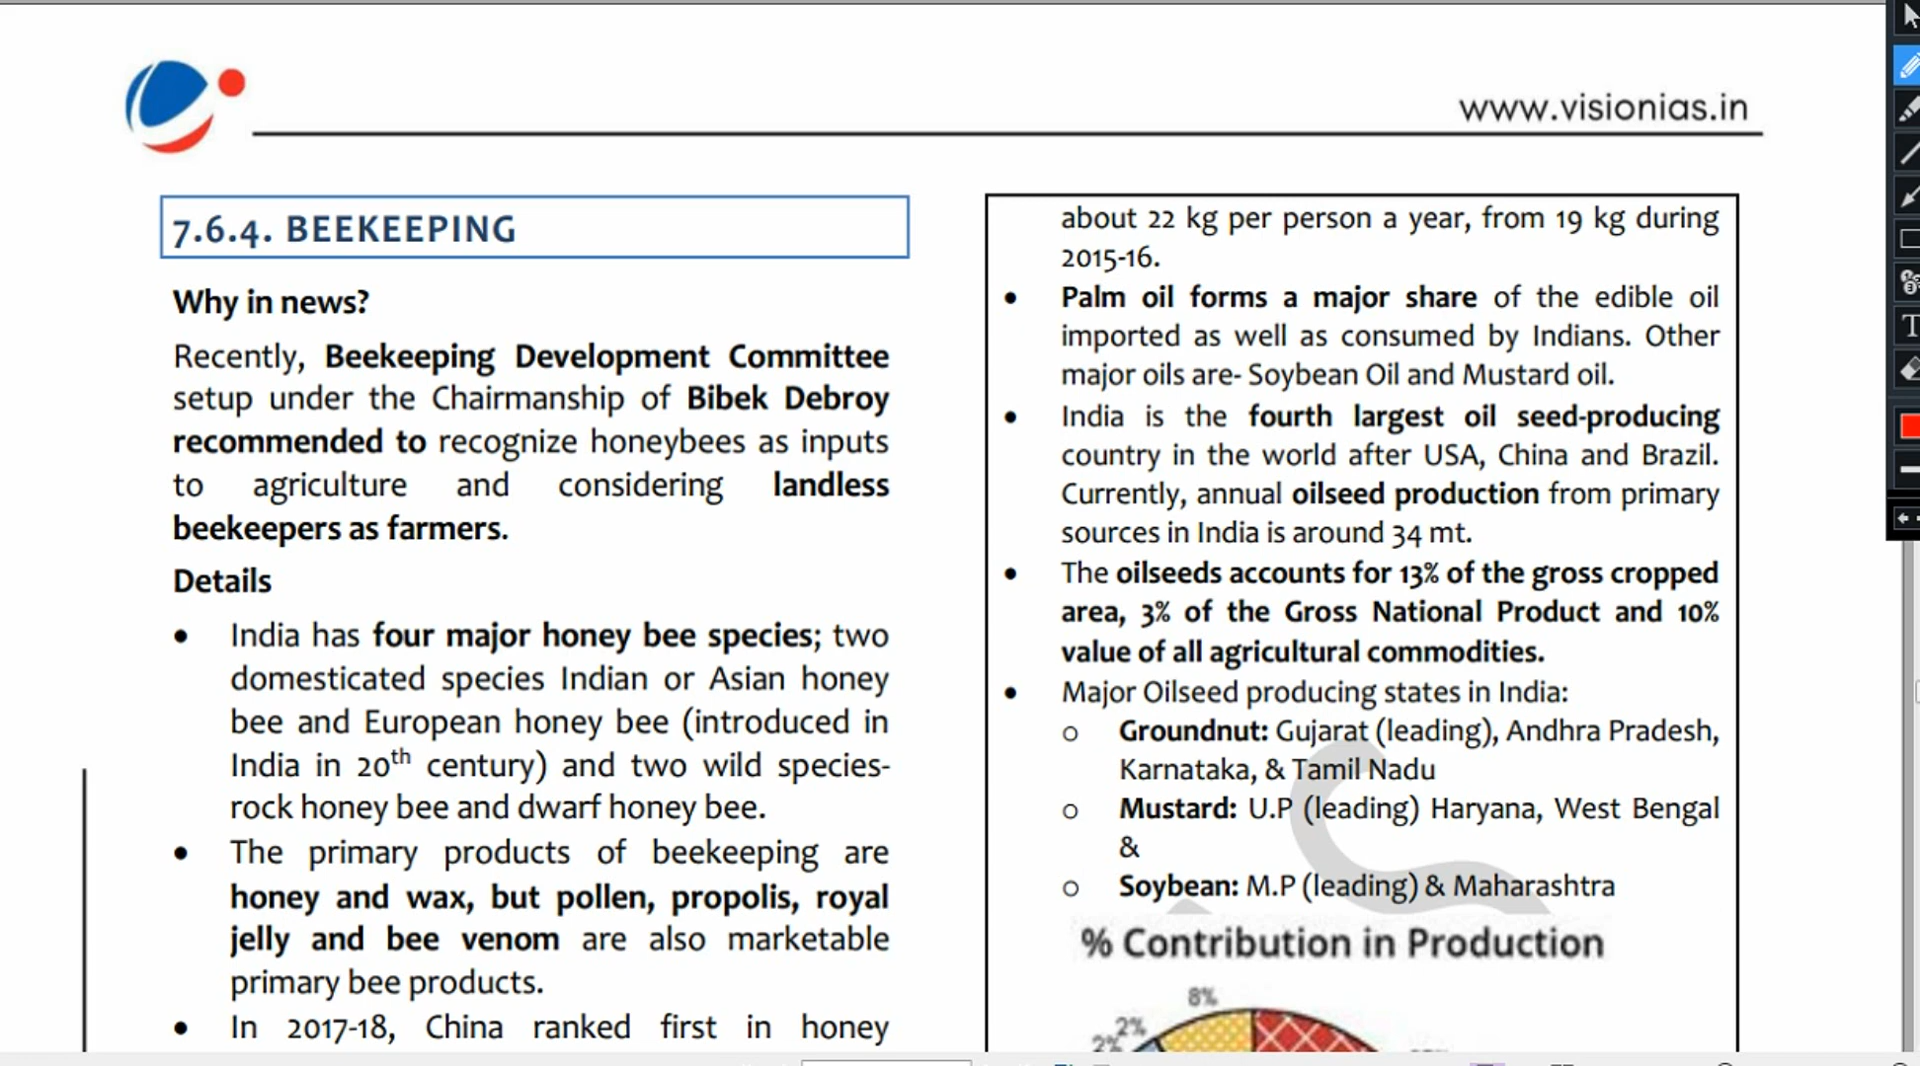 www.visionias.in
7.6.4. BEEKEEPING
Why in news?
Recently, Beekeeping Development Committee
setup under the Chairmanship of Bibek Debroy
recommended to recognize honeybees as inputs
to agriculture and considering landless
beekeepers as farmers.
Details
• India has four major honey bee species; two
domesticated species Indian or Asian honey
bee and European honey bee (introduced in
India in 20th century) and two wild species-
rock honey bee and dwarf honey bee.
• The primary products of beekeeping are
honey and wax, but pollen, propolis, royal
jelly and bee venom are also marketable
primary bee products.
• In 2017-18, China ranked first in honey
about 22 kg per person a year, from 19 kg during
2015-16.
• Palm oil forms a major share of the edible oil
imported as well as consumed by Indians. Other
major oils are- Soybean Oil and Mustard oil.
• India is the fourth largest oil seed-producing
country in the world after USA, China and Brazil.
Currently, annual oilseed production from primary
sources in India is around 34 mt.
• The oilseeds accounts for 13% of the gross cropped
area, 3% of the Gross National Product and 10%
value of all agricultural commodities.
• Major Oilseed producing states in India:
o Groundnut: Gujarat (leading), Andhra Pradesh,
Karnataka, & Tamil Nadu
o Mustard: U.P (leading) Haryana, West Bengal
&
o Soybean: M.P (leading) & Maharashtra
% Contribution in Production
8%
2%
2%